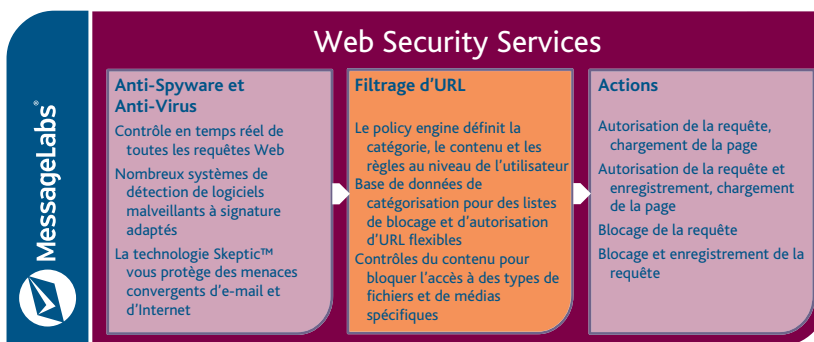 Web Security Services
MessageLabs®
Anti-Spyware et
Anti-Virus
Contrôle en temps réel de
toutes les requêtes Web
Nombreux systèmes de
détection de logiciels
malveillants à signature
adaptés
La technologie Skeptic™
vous protège des menaces
convergents d'e-mail et
d'Internet
Filtrage d'URL
Le policy engine définit la
catégorie, le contenu et les
règles au niveau de l'utilisateur
Base de données de
catégorisation pour des listes
de blocage et d'autorisation
d'URL flexibles
Contrôles du contenu pour
bloquer l'accès à des types de
fichiers et de médias
spécifiques
Actions
Autorisation de la requête,
chargement de la page
Autorisation de la requête et
enregistrement, chargement
de la page
Blocage de la requête
Blocage et enregistrement de la
requête